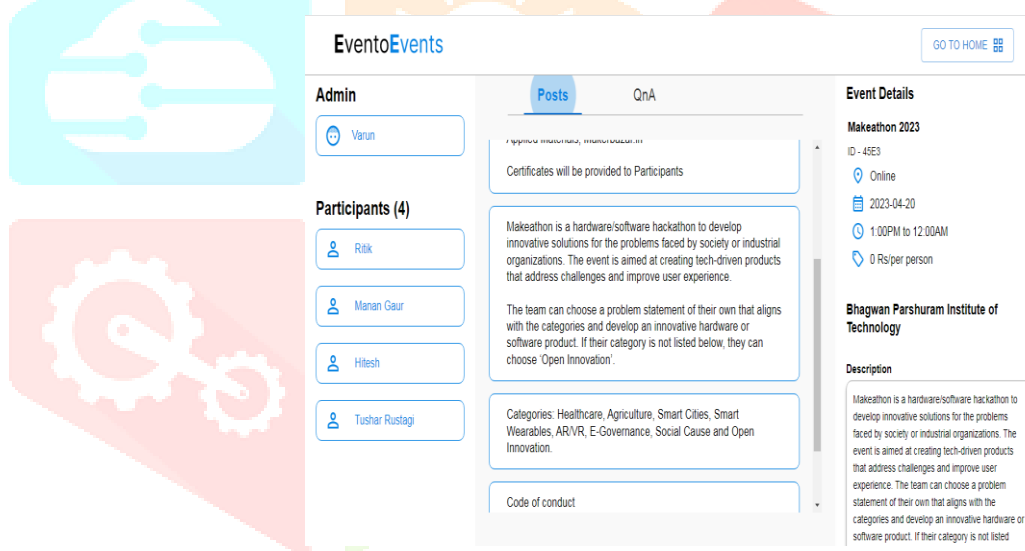 EventoEvents
GO TO HOME
Admin
Varun
Participants (4)
Ritik
Manan Gaur
Hitesh
Tushar Rustagi
Posts
QnA
Applied Materials, Makerbazar.in
Certificates will be provided to Participants
Makeathon is a hardware/software hackathon to develop
innovative solutions for the problems faced by society or industrial
organizations. The event is aimed at creating tech-driven products
that address challenges and improve user experience.
The team can choose a problem statement of their own that aligns
with the categories and develop an innovative hardware or
software product. If their category is not listed below, they can
choose ‘Open Innovation’.
Categories: Healthcare, Agriculture, Smart Cities, Smart
Wearables, AR/VR, E-Governance, Social Cause and Open
Innovation.
Code of conduct
Event Details
Makeathon 2023
ID - 45E3
Online
2023-04-20
1:00PM to 12:00AM
0 Rs/per person
Bhagwan Parshuram Institute of
Technology
Description
Makeathon is a hardware/software hackathon to
develop innovative solutions for the problems
faced by society or industrial organizations. The
event is aimed at creating tech-driven products
that address challenges and improve user
experience. The team can choose a problem
statement of their own that aligns with the
categories and develop an innovative hardware or
software product. If their category is not listed